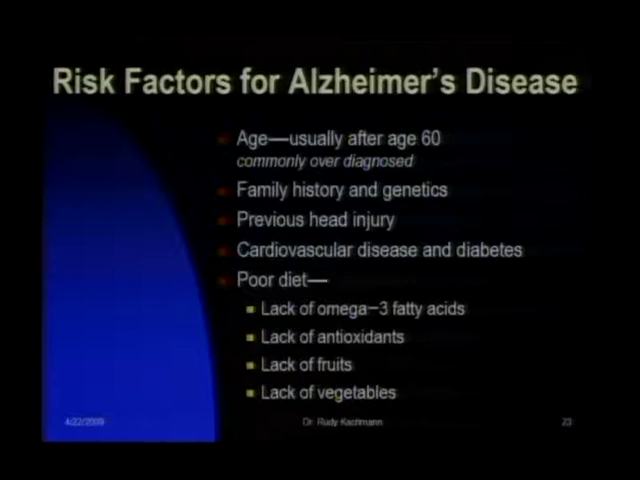 Risk Factors for Alzheimer's Disease
Age—usually after age 60
commonly over diagnosed
Family history and genetics
Previous head injury
Cardiovascular disease and diabetes
Poor diet—
Lack of omega–3 fatty acids
Lack of antioxidants
Lack of fruits
Lack of vegetables
4/22/2009
Dr. Rudy Kachmann
23